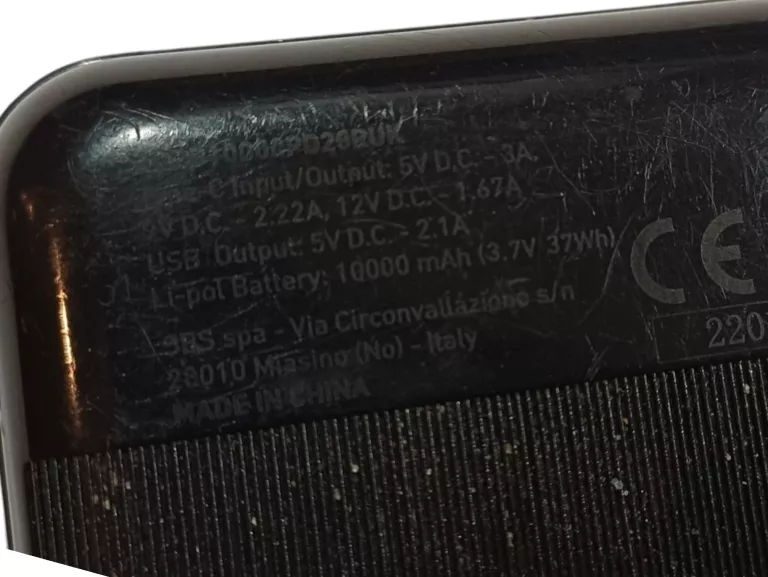 C Input/Output: 5V D.C. - 3A,
V D.C. - 2.22A, 12V D.C. - 1.67A
USB Output: 5V D.C. - 2.1A
Li-pol Battery: 10000 mAh (3.7V 37Wh)
SBS spa - Via Circonvallazione s/n
28010 Miasino (No) - Italy
MADE IN CHINA
CE
220